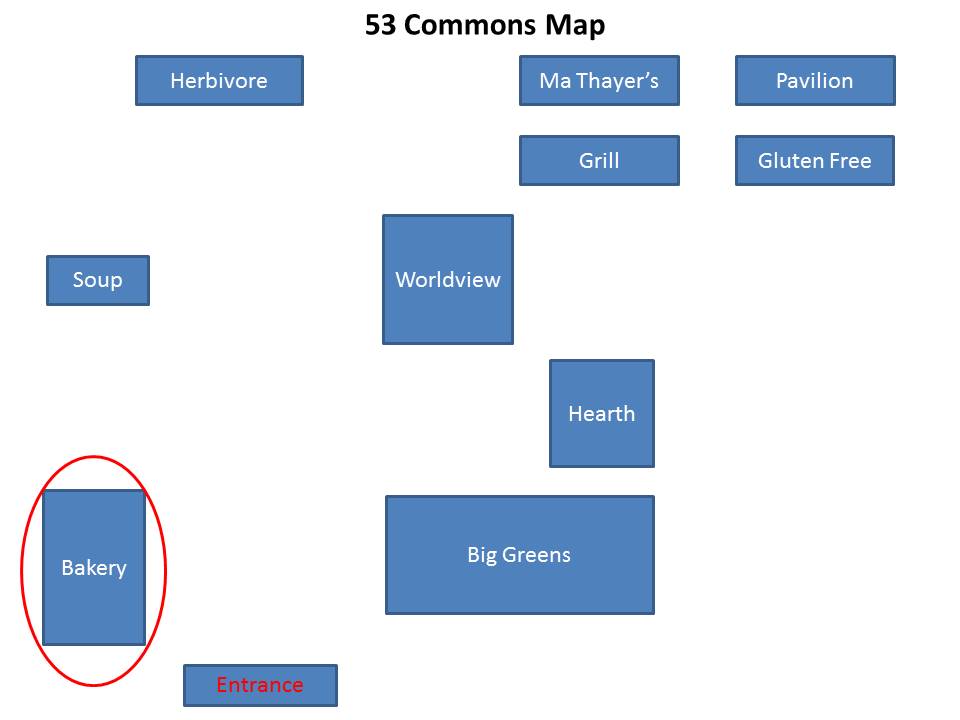 53 Commons Map
Herbivore
Ma Thayer’s
Pavilion
Grill
Gluten Free
Soup
Worldview
Hearth
Bakery
Big Greens
Entrance